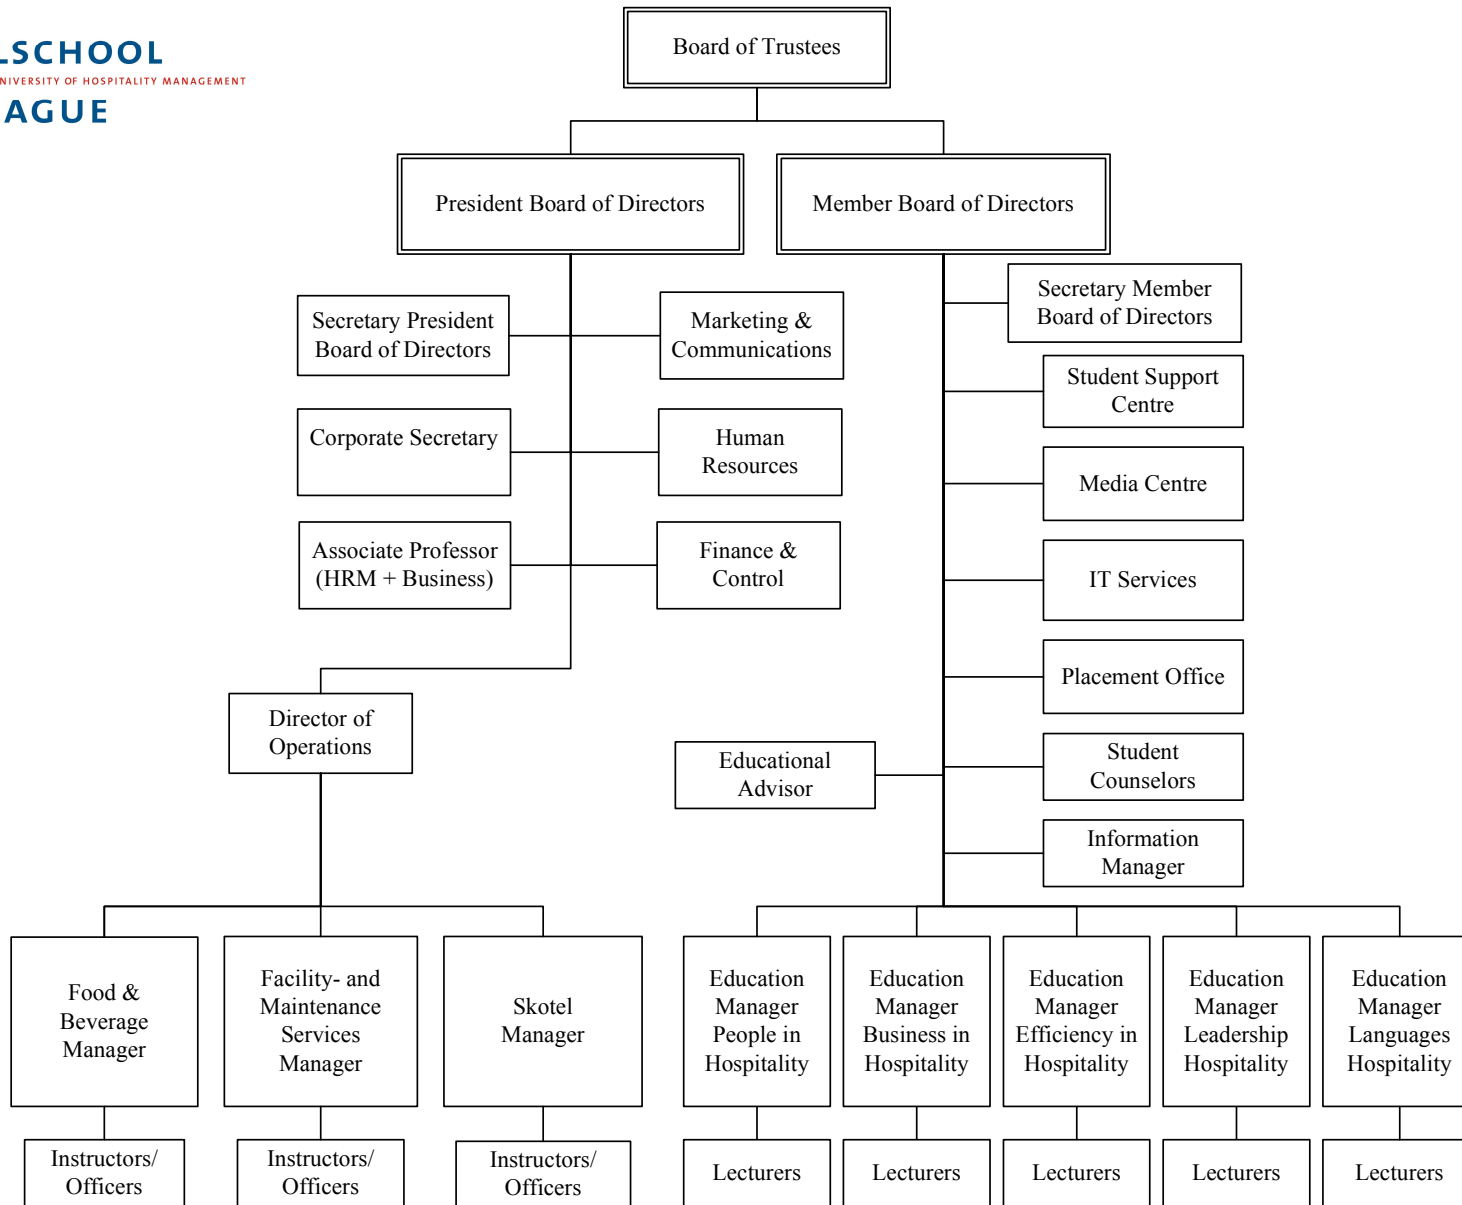 LSCHOOL
NIVERSITY OF HOSPITALITY MANAGEMENT
AGUE
Board of Trustees
President Board of Directors
Member Board of Directors
Secretary President
Board of Directors
Marketing &
Communications
Secretary Member
Board of Directors
Student Support
Centre
Corporate Secretary
Human
Resources
Media Centre
Associate Professor
(HRM + Business)
Finance &
Control
IT Services
Placement Office
Director of
Operations
Educational
Advisor
Student
Counselors
Information
Manager
Food &
Beverage
Manager
Facility- and
Maintenance
Services
Manager
Skotel
Manager
Education
Manager
People in
Hospitality
Education
Manager
Business in
Hospitality
Education
Manager
Efficiency in
Hospitality
Education
Manager
Leadership
Hospitality
Education
Manager
Languages
Hospitality
Instructors/
Officers
Instructors/
Officers
Instructors/
Officers
Lecturers
Lecturers
Lecturers
Lecturers
Lecturers